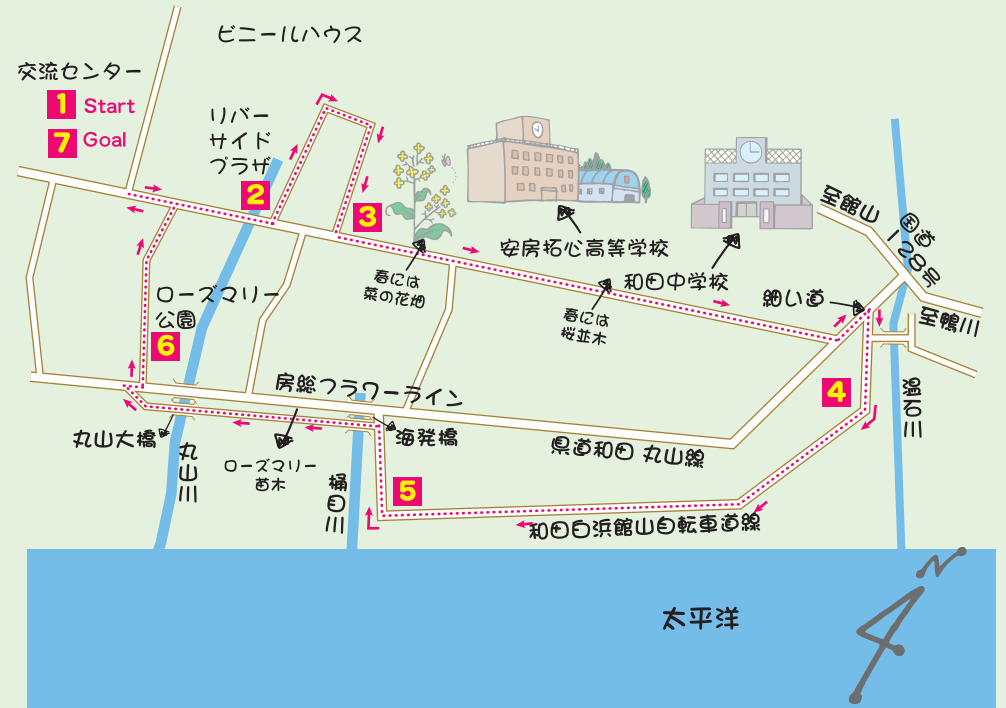 ビニールハウス
交流センター
1 Start
7 Goal
リバー
サイド
プラザ
2
3
安房拓心高等学校
和田中学校
至館山
国道
128号
至鴨川
春には
菜の花畑
春には
桜並木
細い道
ローズマリー
公園
6
4
房総フラワーライン
丸山大橋
丸山川
ローズマリー
苗木
海発橋
県道和田 丸山線
5
和田白浜館山自転車道線
太平洋
N